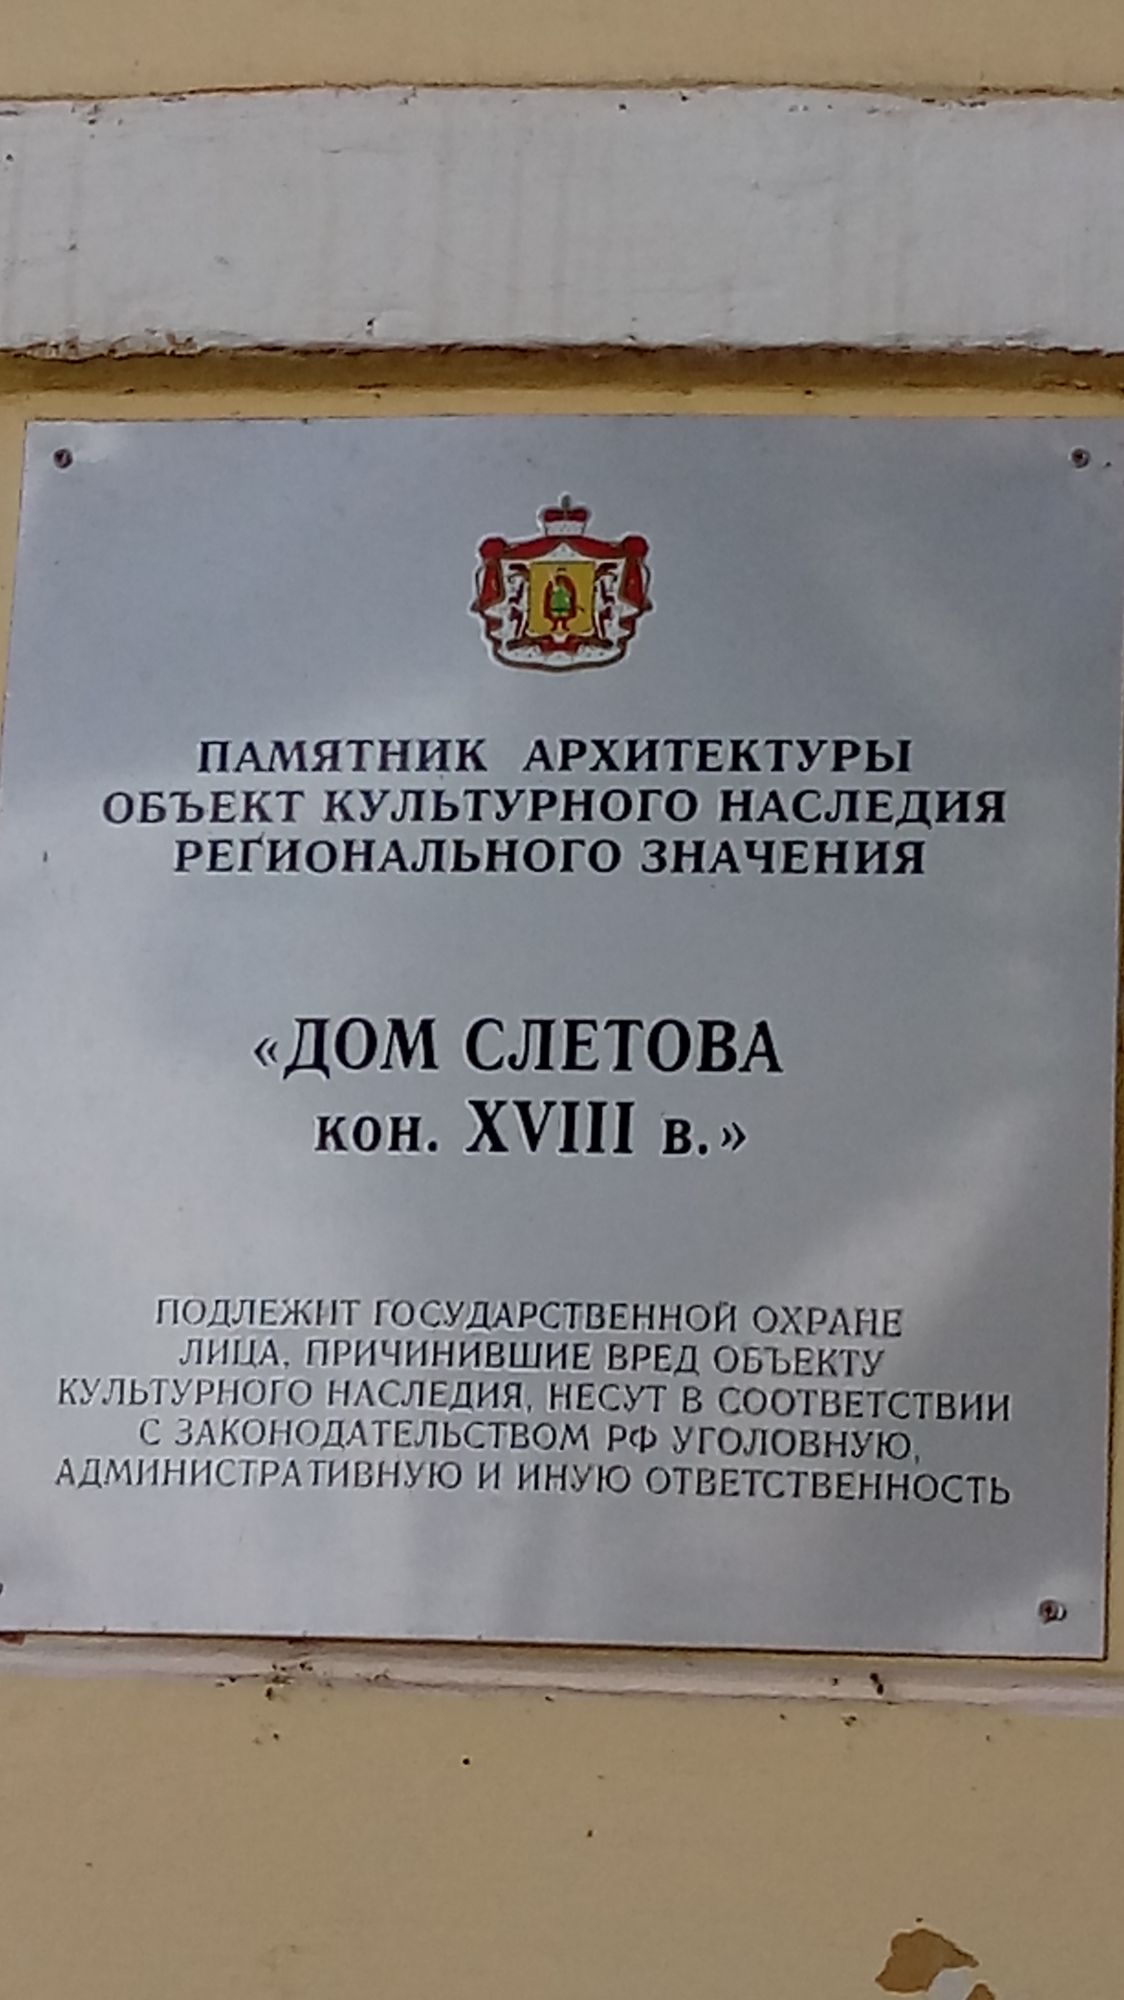 ПАМЯТНИК АРХИТЕКТУРЫ
ОБЪЕКТ КУЛЬТУРНОГО НАСЛЕДИЯ
РЕГИОНАЛЬНОГО ЗНАЧЕНИЯ
«ДОМ СЛЕТОВА
кон. XVIII в.»
ПОДЛЕЖИТ ГОСУДАРСТВЕННОЙ ОХРАНЕ
ЛИЦА, ПРИЧИНИВШИЕ ВРЕД ОБЪЕКТУ
КУЛЬТУРНОГО НАСЛЕДИЯ, НЕСУТ В СООТВЕТСТВИИ
С ЗАКОНОДАТЕЛЬСТВОМ РФ УГОЛОВНУЮ,
АДМИНИСТРАТИВНУЮ И ИНУЮ ОТВЕТСТВЕННОСТЬ